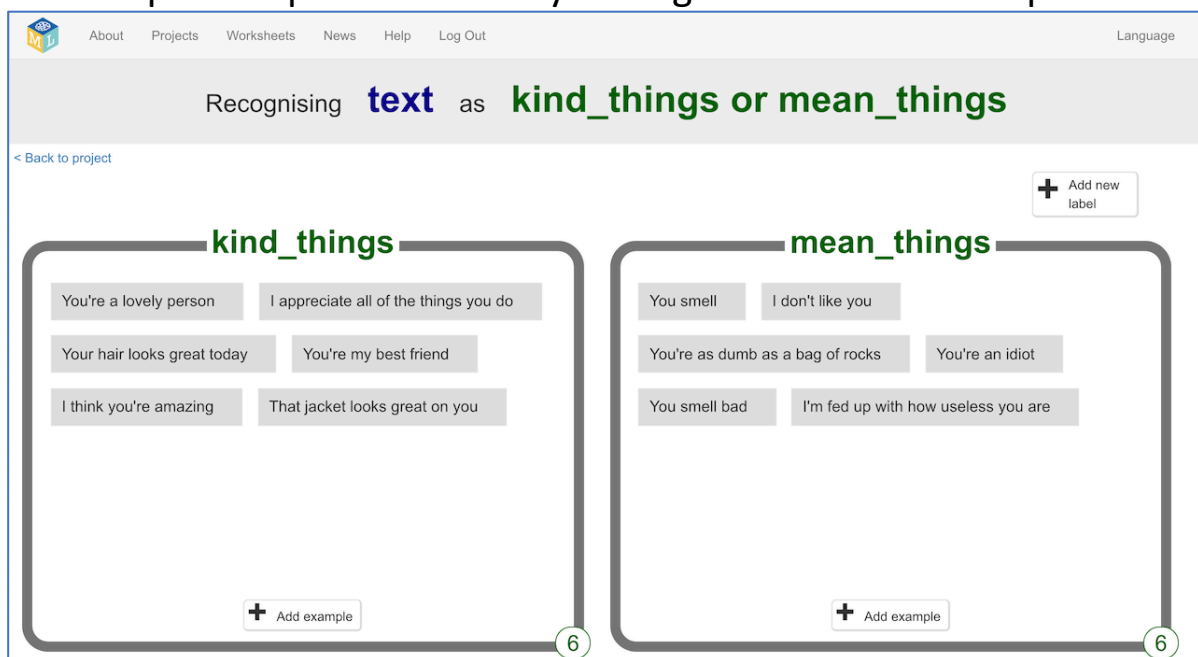 About Projects Worksheets News Help Log Out Language
Recognising text as kind_things or mean_things
< Back to project
Add new
label
kind_things
You're a lovely person I appreciate all of the things you do
Your hair looks great today You're my best friend
I think you're amazing That jacket looks great on you
Add example
6
mean_things
You smell I don't like you
You're as dumb as a bag of rocks You're an idiot
You smell bad I'm fed up with how useless you are
Add example
6